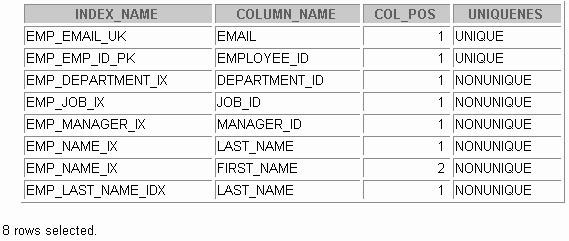 INDEX_NAME COLUMN_NAME COL_POS UNIQUENES
EMP_EMAIL_UK EMAIL 1 UNIQUE
EMP_EMP_ID_PK EMPLOYEE_ID 1 UNIQUE
EMP_DEPARTMENT_IX DEPARTMENT_ID 1 NONUNIQUE
EMP_JOB_IX JOB_ID 1 NONUNIQUE
EMP_MANAGER_IX MANAGER_ID 1 NONUNIQUE
EMP_NAME_IX LAST_NAME 1 NONUNIQUE
EMP_NAME_IX FIRST_NAME 2 NONUNIQUE
EMP_LAST_NAME_IDX LAST_NAME 1 NONUNIQUE
8 rows selected.